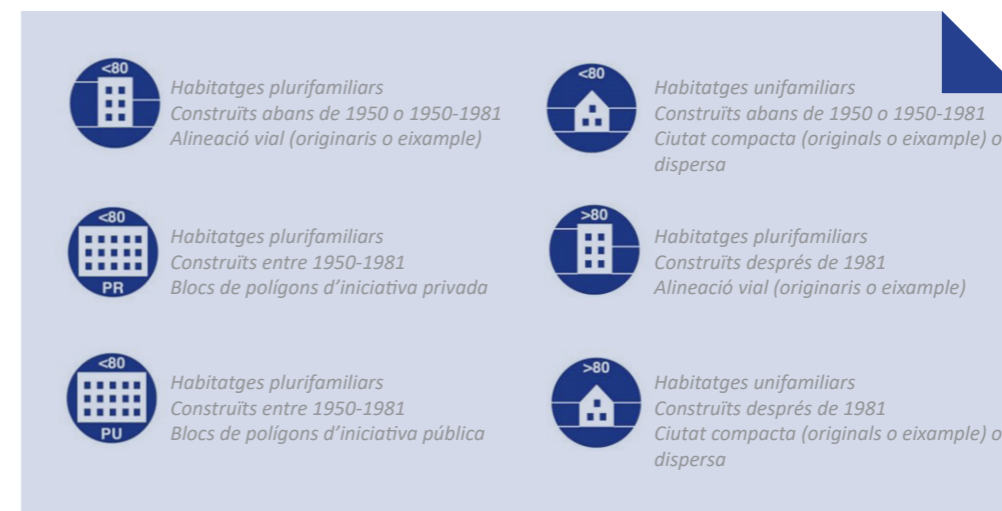 <80
Habitatges plurifamiliars
Construïts abans de 1950 o 1950-1981
Alineació vial (originaris o eixample)
<80
PR
Habitatges plurifamiliars
Construïts entre 1950-1981
Blocs de polígons d’iniciativa privada
<80
PU
Habitatges plurifamiliars
Construïts entre 1950-1981
Blocs de polígons d’iniciativa pública
<80
Habitatges unifamiliars
Construïts abans de 1950 o 1950-1981
Ciutat compacta (originals o eixample) o
dispersa
>80
Habitatges plurifamiliars
Construïts després de 1981
Alineació vial (originaris o eixample)
>80
Habitatges unifamiliars
Construïts després de 1981
Ciutat compacta (originals o eixample) o
dispersa